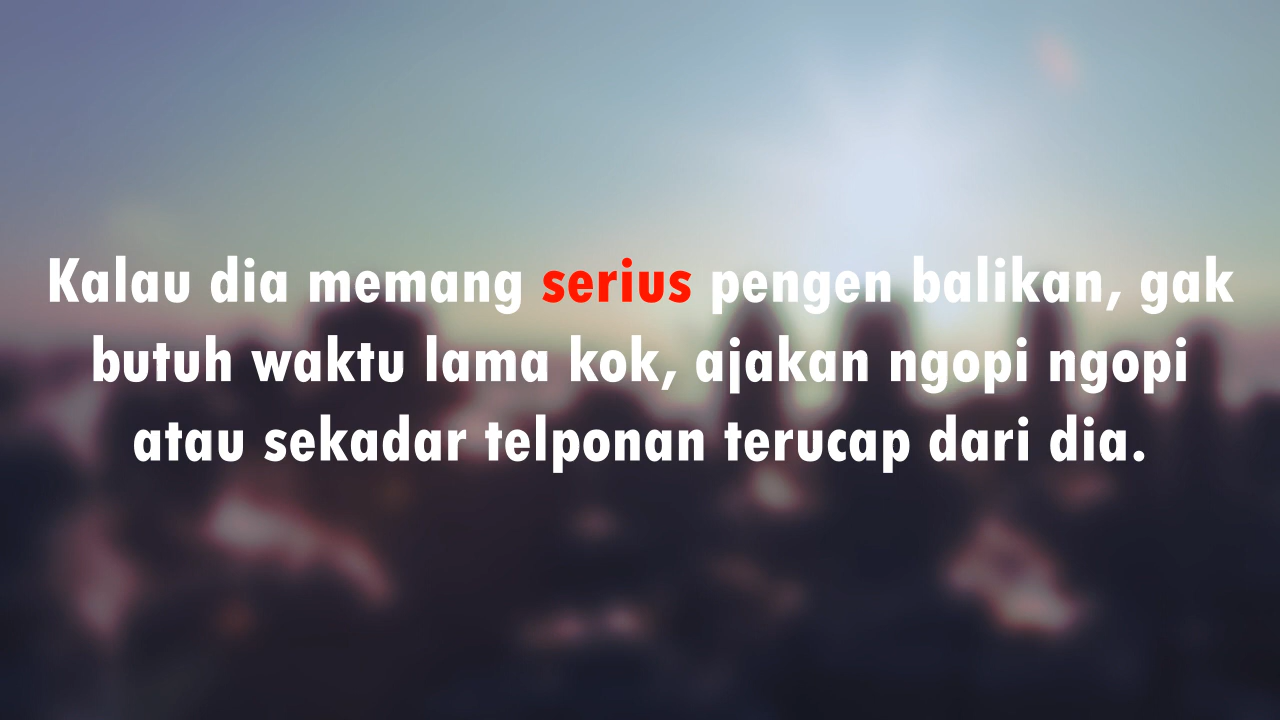 Kalau dia memang serius pengen balikan, gak
butuh waktu lama kok, ajakan ngopi ngopi
atau sekadar telponan terucap dari dia.